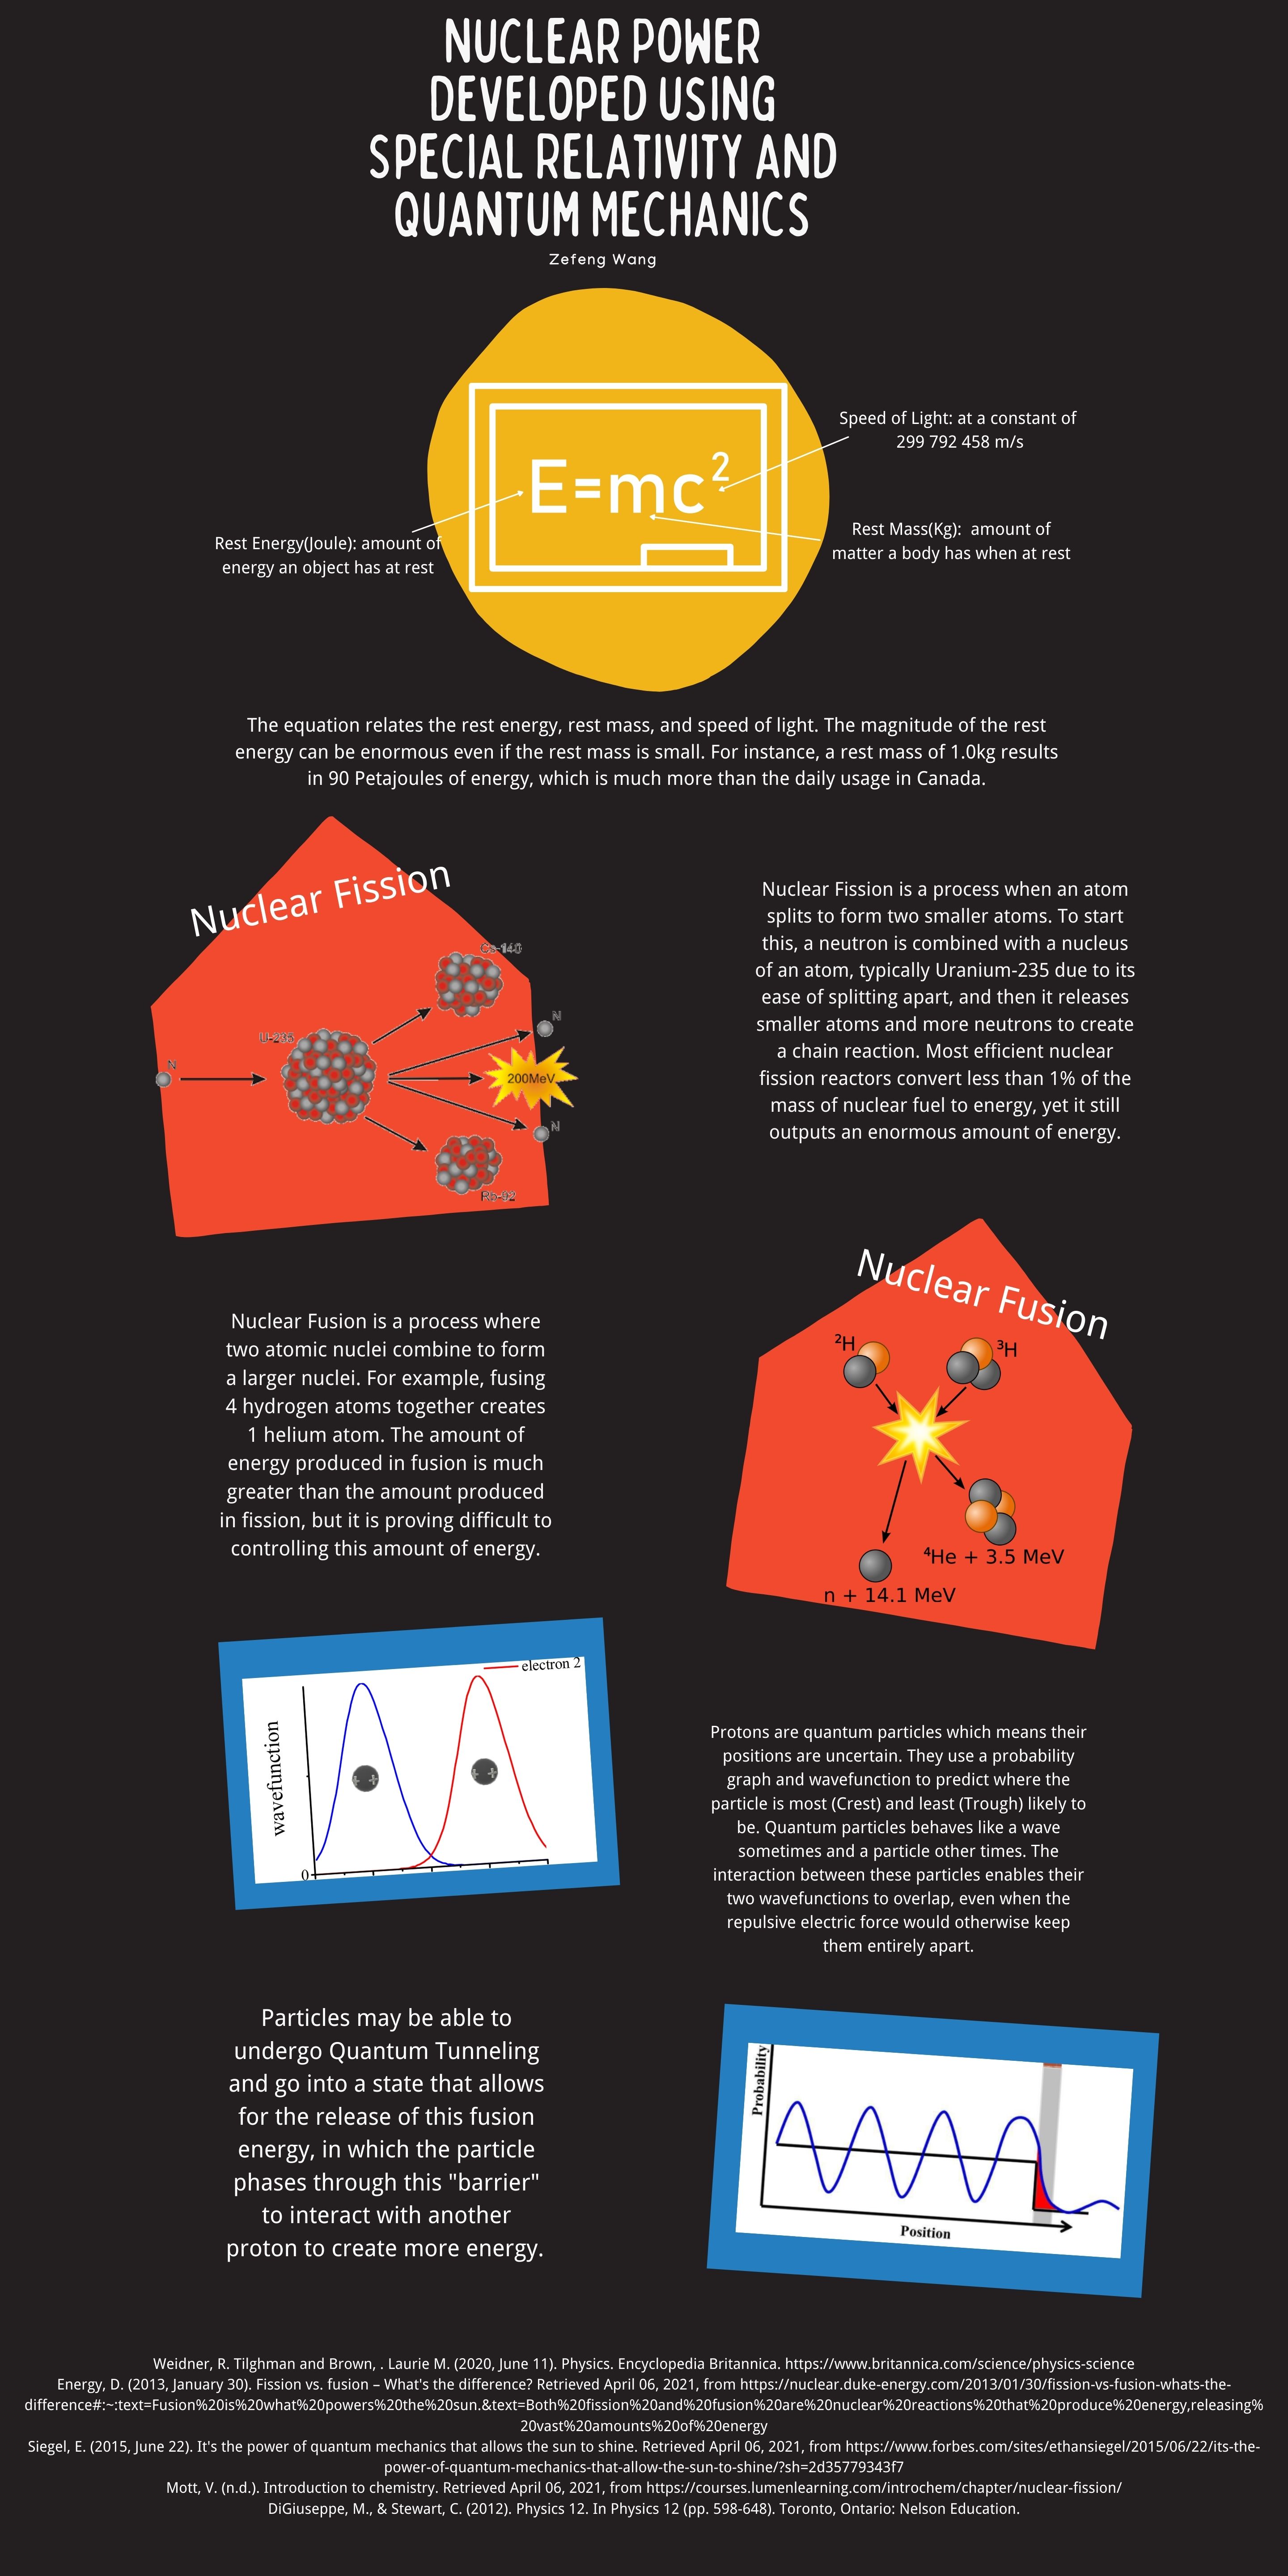 NUCLEAR POWER
DEVELOPED USING
SPECIAL RELATIVITY AND
QUANTUM MECHANICS
Zefeng Wang
Speed of Light: at a constant of
299 792 458 m/s
E=mc²
Rest Energy(Joule): amount of
energy an object has at rest
Rest Mass(Kg):  amount of
matter a body has when at rest
The equation relates the rest energy, rest mass, and speed of light. The magnitude of the rest
energy can be enormous even if the rest mass is small. For instance, a rest mass of 1.0kg results
in 90 Petajoules of energy, which is much more than the daily usage in Canada.
Nuclear Fission
Cs-140
U-235
N
N
200MeV
N
Rb-92
Nuclear Fission is a process when an atom
splits to form two smaller atoms. To start
this, a neutron is combined with a nucleus
of an atom, typically Uranium-235 due to its
ease of splitting apart, and then it releases
smaller atoms and more neutrons to create
a chain reaction. Most efficient nuclear
fission reactors convert less than 1% of the
mass of nuclear fuel to energy, yet it still
outputs an enormous amount of energy.
Nuclear Fusion is a process where
two atomic nuclei combine to form
a larger nuclei. For example, fusing
4 hydrogen atoms together creates
1 helium atom. The amount of
energy produced in fusion is much
greater than the amount produced
in fission, but it is proving difficult to
controlling this amount of energy.
Nuclear Fusion
²H
³H
⁴He + 3.5 MeV
n + 14.1 MeV
electron 2
wavefunction
0
Protons are quantum particles which means their
positions are uncertain. They use a probability
graph and wavefunction to predict where the
particle is most (Crest) and least (Trough) likely to
be. Quantum particles behaves like a wave
sometimes and a particle other times. The
interaction between these particles enables their
two wavefunctions to overlap, even when the
repulsive electric force would otherwise keep
them entirely apart.
Particles may be able to
undergo Quantum Tunneling
and go into a state that allows
for the release of this fusion
energy, in which the particle
phases through this "barrier"
to interact with another
proton to create more energy.
Probability
Position
Weidner, R. Tilghman and Brown, . Laurie M. (2020, June 11). Physics. Encyclopedia Britannica. https://www.britannica.com/science/physics-science
Energy, D. (2013, January 30). Fission vs. fusion – What's the difference? Retrieved April 06, 2021, from https://nuclear.duke-energy.com/2013/01/30/fission-vs-fusion-whats-the-
difference#:~:text=Fusion%20is%20what%20powers%20the%20sun.&text=Both%20fission%20and%20fusion%20are%20nuclear%20reactions%20that%20produce%20energy,releasing%
20vast%20amounts%20of%20energy
Siegel, E. (2015, June 22). It's the power of quantum mechanics that allows the sun to shine. Retrieved April 06, 2021, from https://www.forbes.com/sites/ethansiegel/2015/06/22/its-the-
power-of-quantum-mechanics-that-allow-the-sun-to-shine/?sh=2d35779343f7
Mott, V. (n.d.). Introduction to chemistry. Retrieved April 06, 2021, from https://courses.lumenlearning.com/introchem/chapter/nuclear-fission/
DiGiuseppe, M., & Stewart, C. (2012). Physics 12. In Physics 12 (pp. 598-648). Toronto, Ontario: Nelson Education.